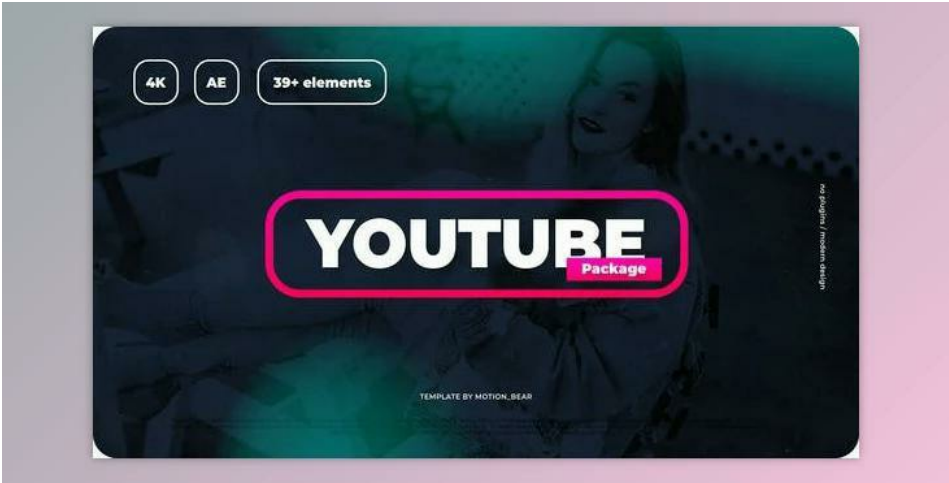 4K
AE
39+ elements
YOUTUBE
Package
no plugins / modern design
TEMPLATE BY MOTION_BEAR